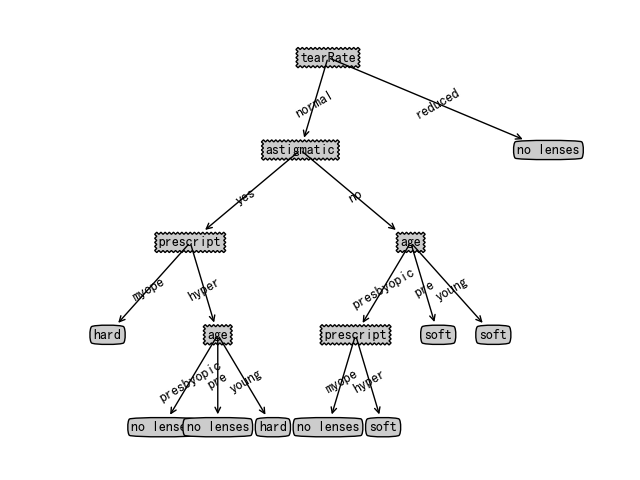 tearRate
normal
reduced
astigmatic
no lenses
yes
no
prescript
age
myope
hyper
presbyopic
pre
young
hard
age
prescript
soft
soft
presbyopic
pre
young
myope
hyper
no lenses
no lenses
hard
no lenses
soft